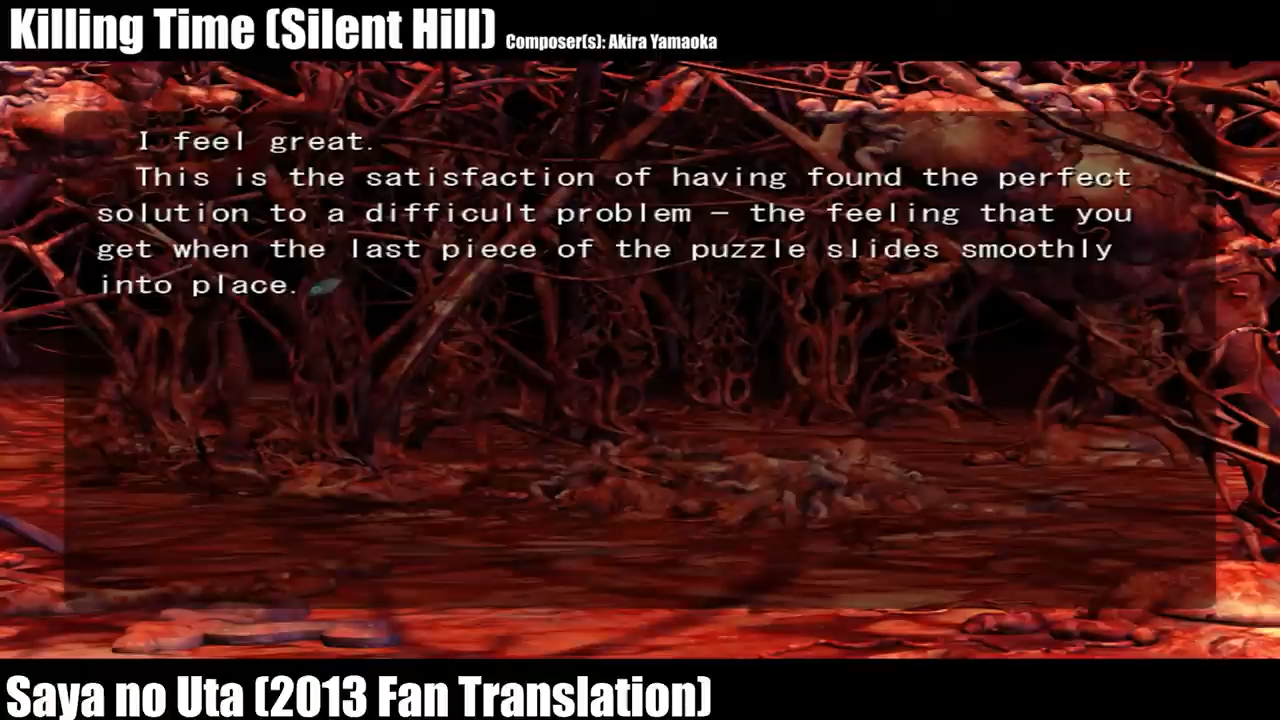 Killing Time (Silent Hill) Composer(s): Akira Yamaoka
I feel great.
This is the satisfaction of having found the perfect
solution to a difficult problem — the feeling that you
get when the last piece of the puzzle slides smoothly
into place.
Saya no Uta (2013 Fan Translation)